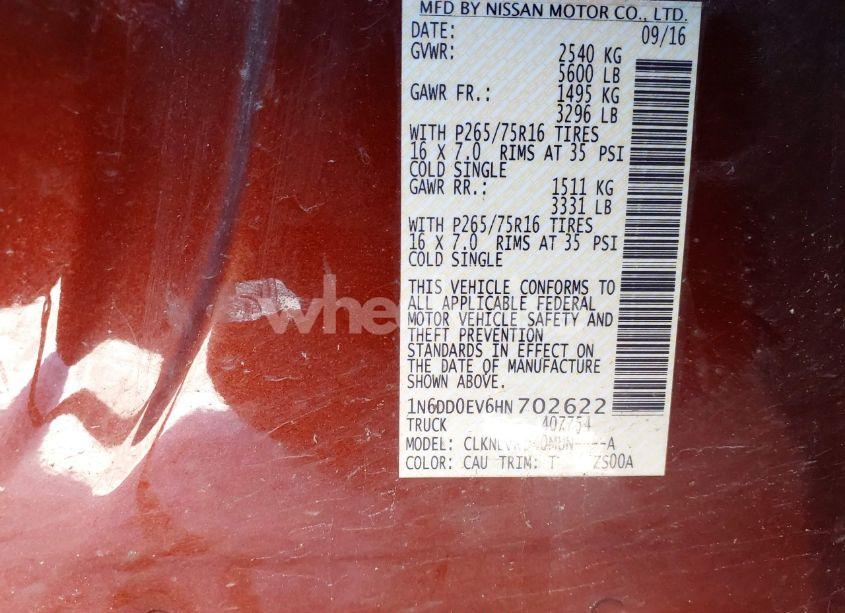 MFD BY NISSAN MOTOR CO., LTD.
DATE: 09/16
GVWR: 2540 KG
5600 LB
GAWR FR.: 1495 KG
3296 LB
WITH P265/75R16 TIRES
16 X 7.0 RIMS AT 35 PSI
COLD SINGLE
GAWR RR.: 1511 KG
3331 LB
WITH P265/75R16 TIRES
16 X 7.0 RIMS AT 35 PSI
COLD SINGLE
THIS VEHICLE CONFORMS TO
ALL APPLICABLE FEDERAL
MOTOR VEHICLE SAFETY AND
THEFT PREVENTION
STANDARDS IN EFFECT ON
THE DATE OF MANUFACTURE
SHOWN ABOVE.
1N6DD0EV6HN702622
TRUCK 407754
MODEL:
COLOR: CAU TRIM: ZS00A